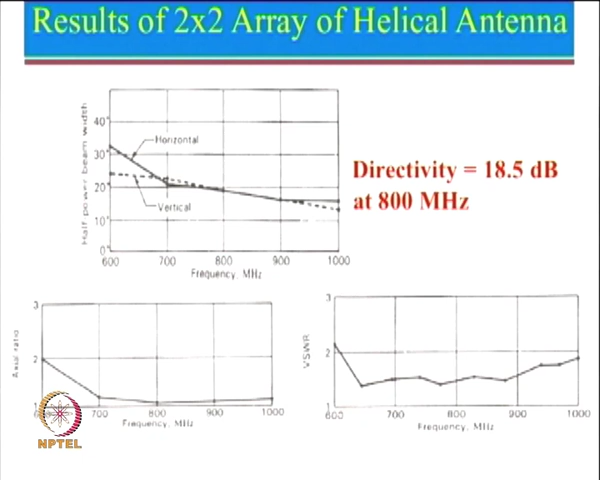 Results of 2x2 Array of Helical Antenna
Half-power beam width
40°
30°
20°
10°
0°
Horizontal
Vertical
600 700 800 900 1000
Frequency, MHz
Directivity = 18.5 dB
at 800 MHz
Axial ratio
3
2
1
700 800 900 1000
Frequency, MHz
VSWR
3
2
1
600 700 800 900 1000
Frequency, MHz
NPTEL